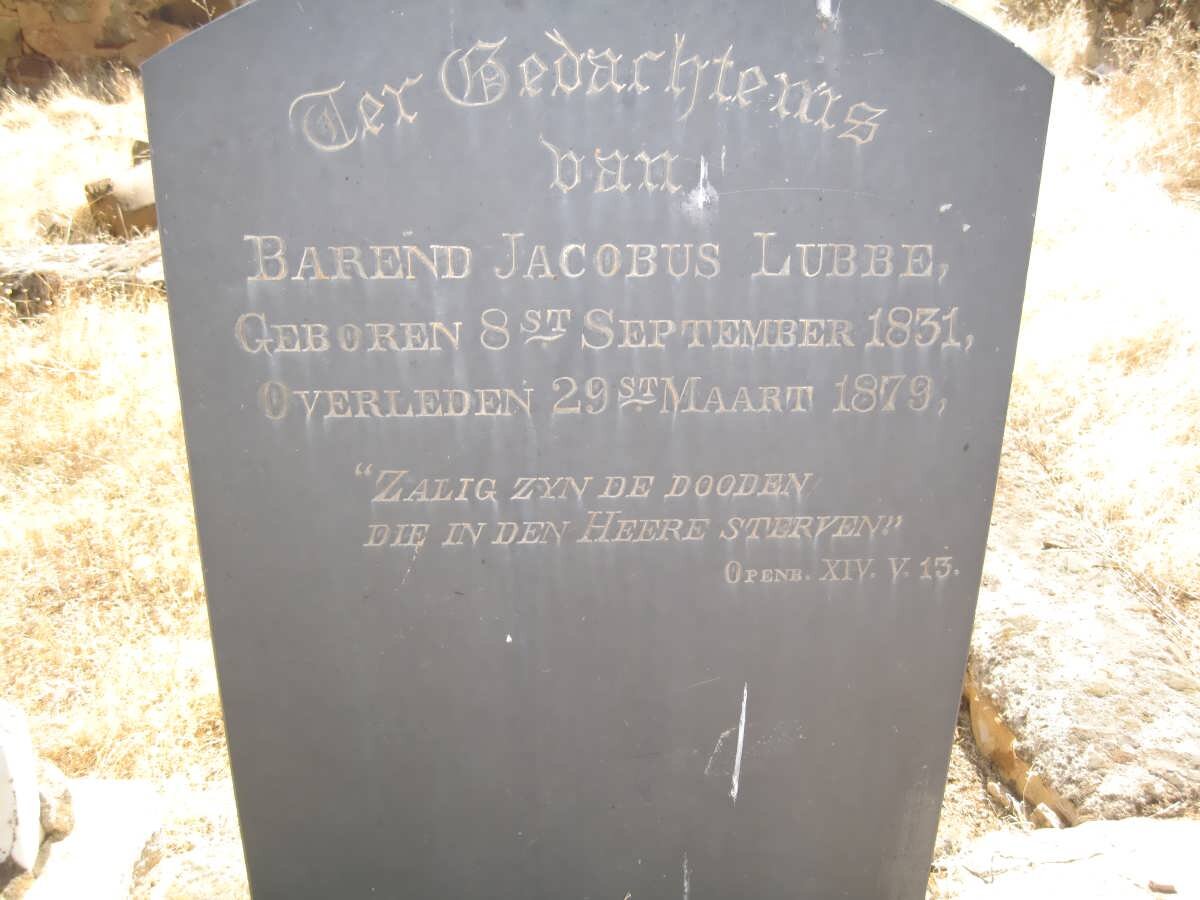 Ter Gedachtenis
van
BAREND JACOBUS LUBBE,
GEBOREN 8ST SEPTEMBER 1831,
OVERLEDEN 29ST MAART 1879,
"ZALIG ZYN DE DOODEN
DIE IN DEN HEERE STERVEN."
OPENB. XIV. V. 13.